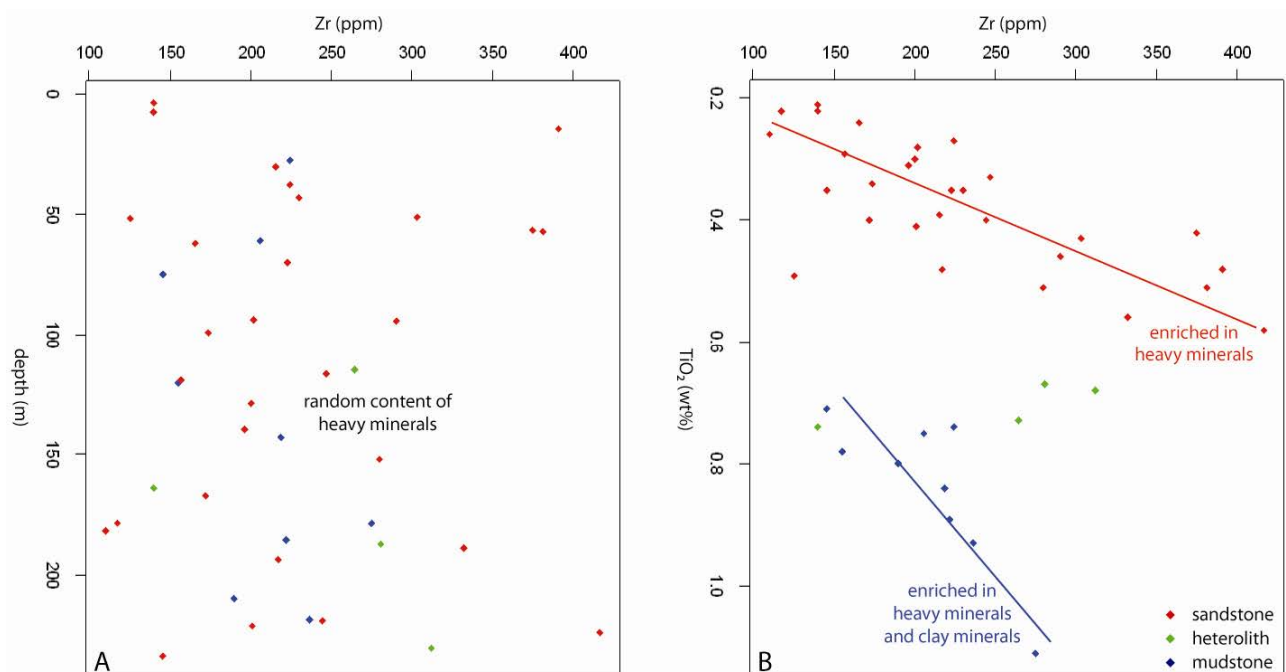 Zr (ppm)
100 150 200 250 300 350 400
0
50
100
150
200
depth (m)
random content of
heavy minerals
A
Zr (ppm)
100 150 200 250 300 350 400
0.2
0.4
0.6
0.8
1.0
TiO₂ (wt%)
enriched in
heavy minerals
enriched in
heavy minerals
and clay minerals
sandstone
heterolith
mudstone
B